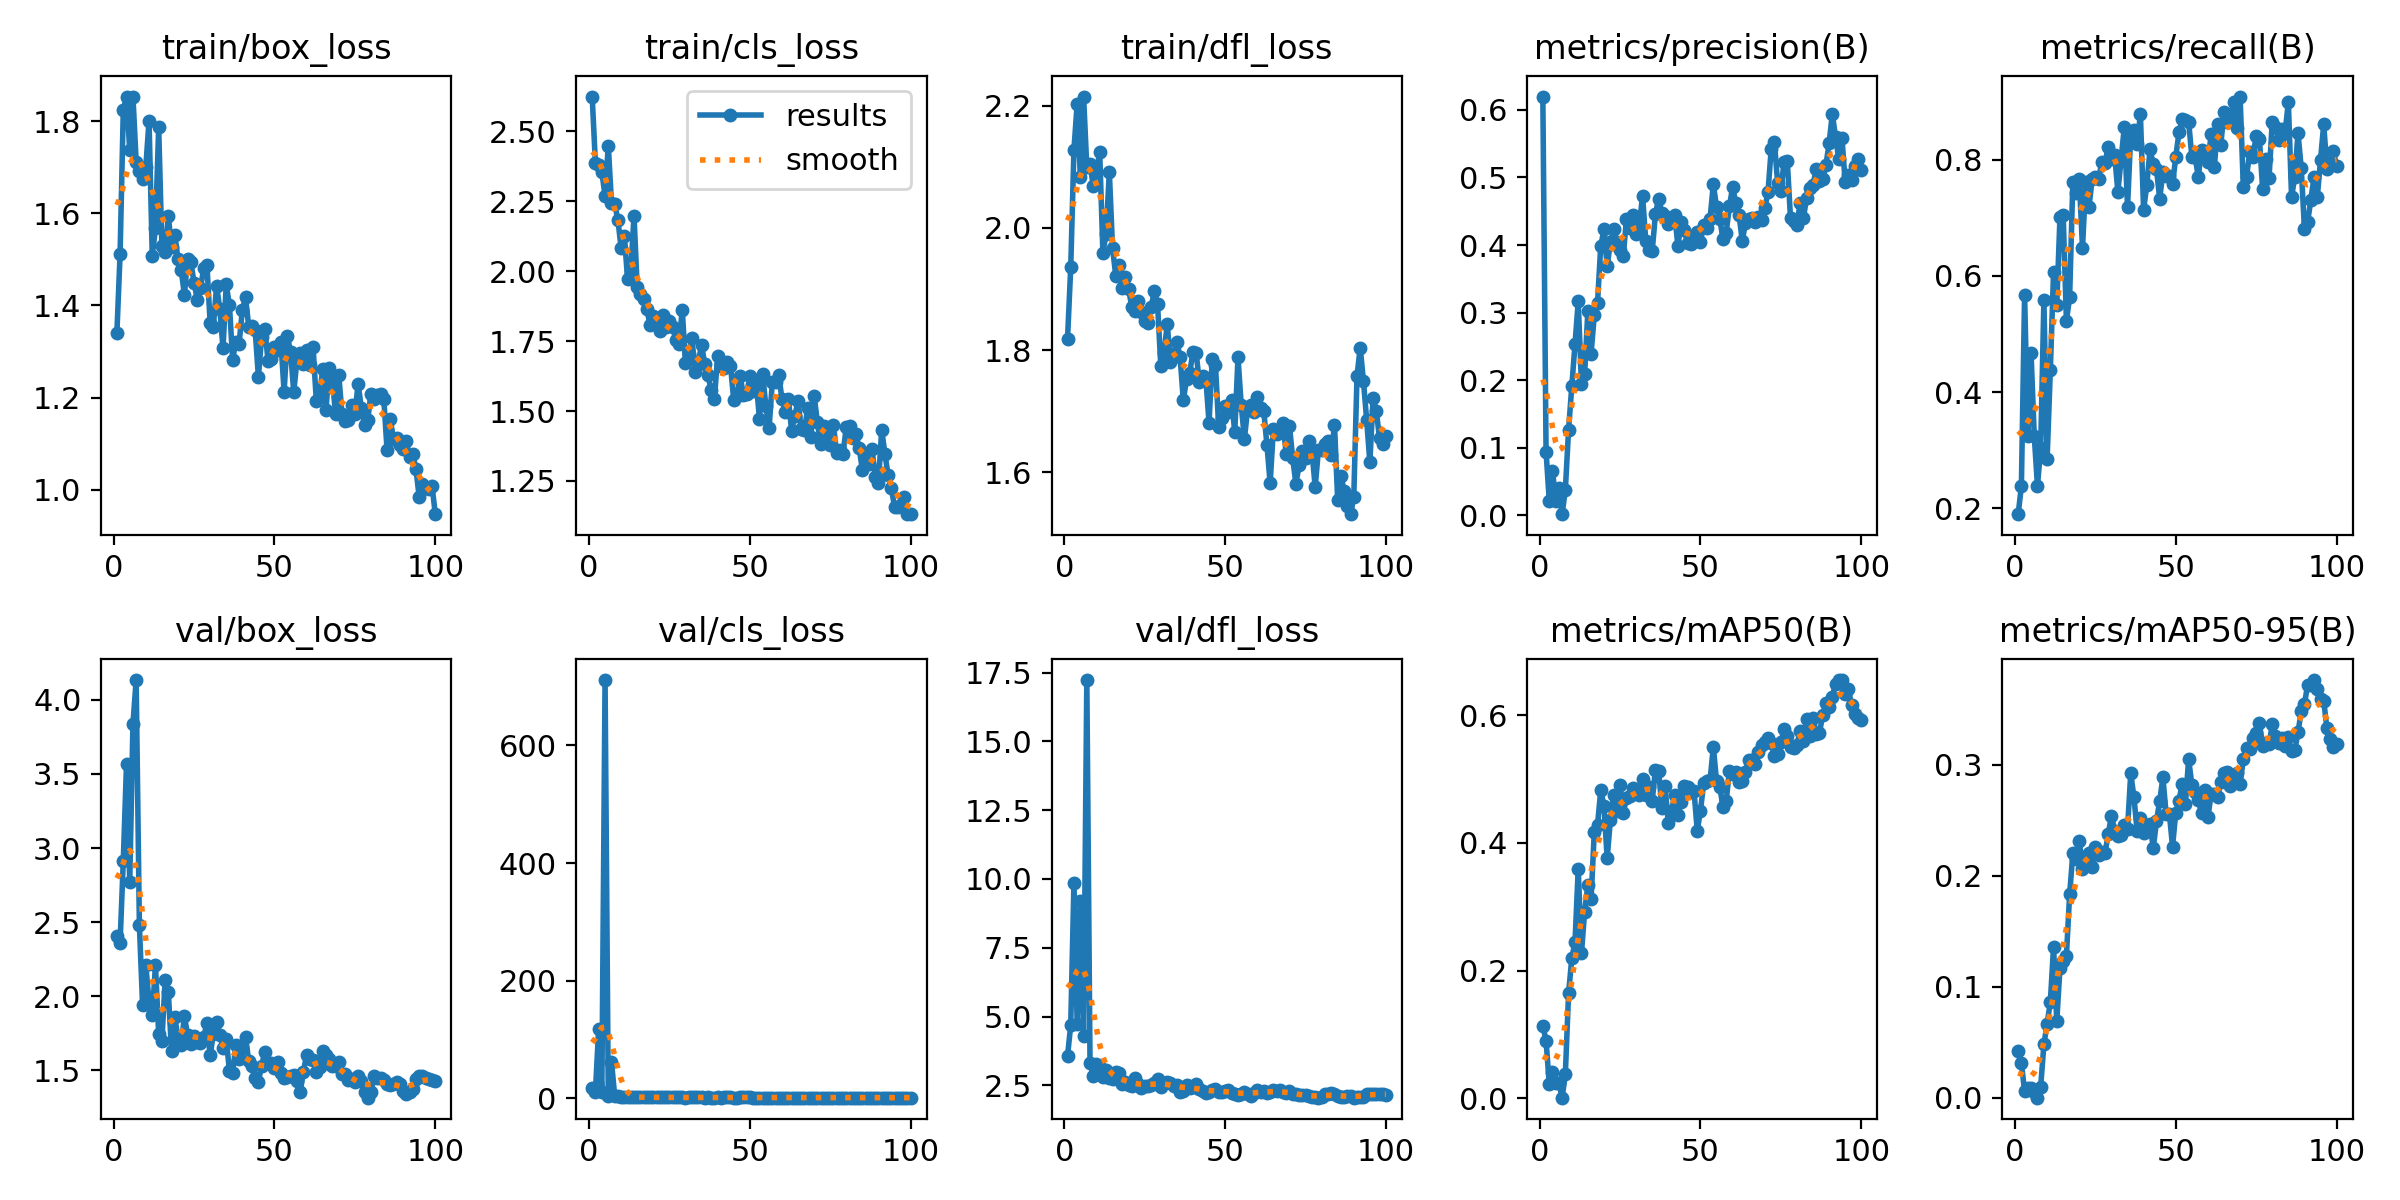 train/box_loss
1.8
1.6
1.4
1.2
1.0
0 50 100
train/cls_loss
results
smooth
2.50
2.25
2.00
1.75
1.50
1.25
0 50 100
train/dfl_loss
2.2
2.0
1.8
1.6
0 50 100
metrics/precision(B)
0.6
0.5
0.4
0.3
0.2
0.1
0.0
0 50 100
metrics/recall(B)
0.8
0.6
0.4
0.2
0 50 100
val/box_loss
4.0
3.5
3.0
2.5
2.0
1.5
0 50 100
val/cls_loss
600
400
200
0
0 50 100
val/dfl_loss
17.5
15.0
12.5
10.0
7.5
5.0
2.5
0 50 100
metrics/mAP50(B)
0.6
0.4
0.2
0.0
0 50 100
metrics/mAP50-95(B)
0.3
0.2
0.1
0.0
0 50 100